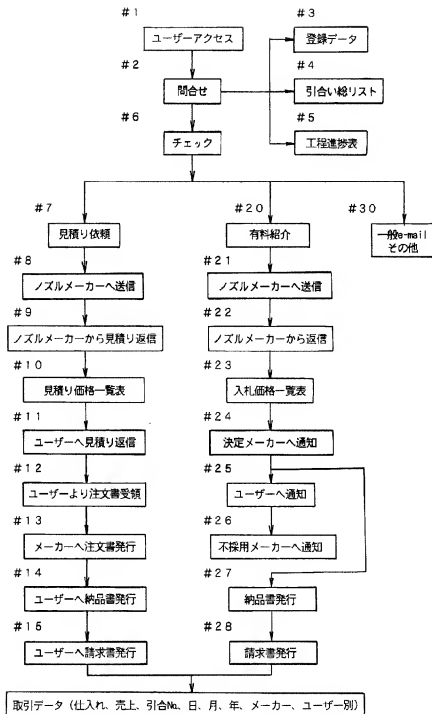 #1
ユーザーアクセス
#3
登録データ
#2
問合せ
#4
引合い総リスト
#6
チェック
#5
工程進捗表
#7
見積り依頼
#20
有料紹介
#30
一般e-mail
その他
#8
ノズルメーカーへ送信
#21
ノズルメーカーへ送信
#9
ノズルメーカーから見積り返信
#22
ノズルメーカーから返信
#10
見積り価格一覧表
#23
入札価格一覧表
#11
ユーザーへ見積り返信
#24
決定メーカーへ通知
#12
ユーザーより注文書受領
#25
ユーザーへ通知
#13
メーカーへ注文書発行
#26
不採用メーカーへ通知
#14
ユーザーへ納品書発行
#27
納品書発行
#15
ユーザーへ請求書発行
#28
請求書発行
取引データ(仕入れ、売上、引合No、日、月、年、メーカー、ユーザー別)